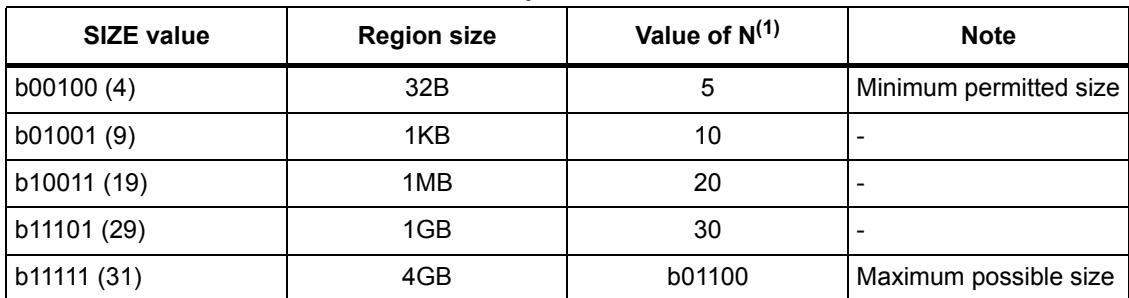 SIZE value Region size Value of N(1) Note
b00100 (4) 32B 5 Minimum permitted size
b01001 (9) 1KB 10 -
b10011 (19) 1MB 20 -
b11101 (29) 1GB 30 -
b11111 (31) 4GB b01100 Maximum possible size